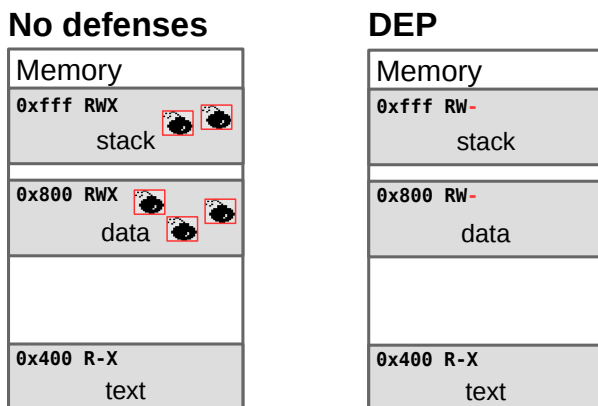 No defenses
Memory
0xfff RWX
stack
0x800 RWX
data
0x400 R-X
text
DEP
Memory
0xfff RW-
stack
0x800 RW-
data
0x400 R-X
text